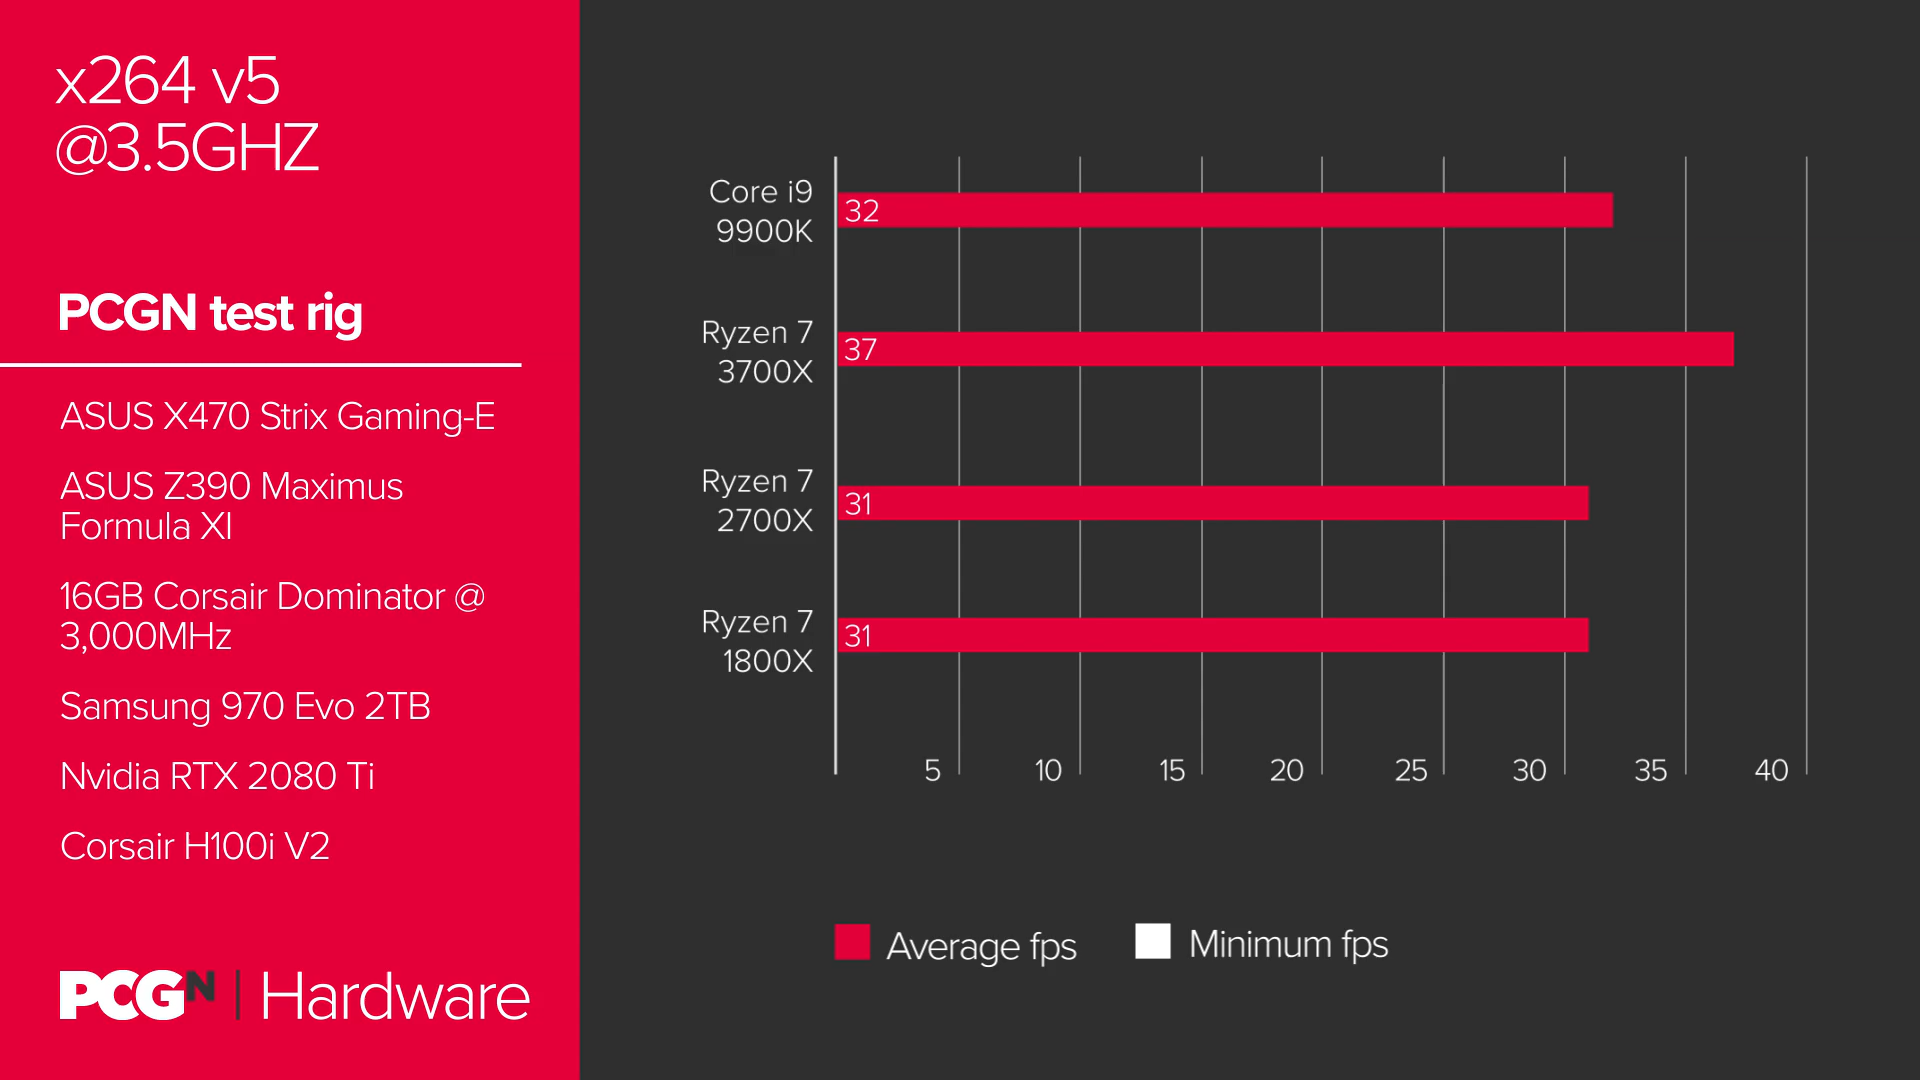 x264 v5
@3.5GHZ
PCGN test rig
ASUS X470 Strix Gaming-E
ASUS Z390 Maximus
Formula XI
16GB Corsair Dominator @
3,000MHz
Samsung 970 Evo 2TB
Nvidia RTX 2080 Ti
Corsair H100i V2
PCGN | Hardware
Core i9
9900K
32
Ryzen 7
3700X
37
Ryzen 7
2700X
31
Ryzen 7
1800X
31
5 10 15 20 25 30 35 40
Average fps Minimum fps